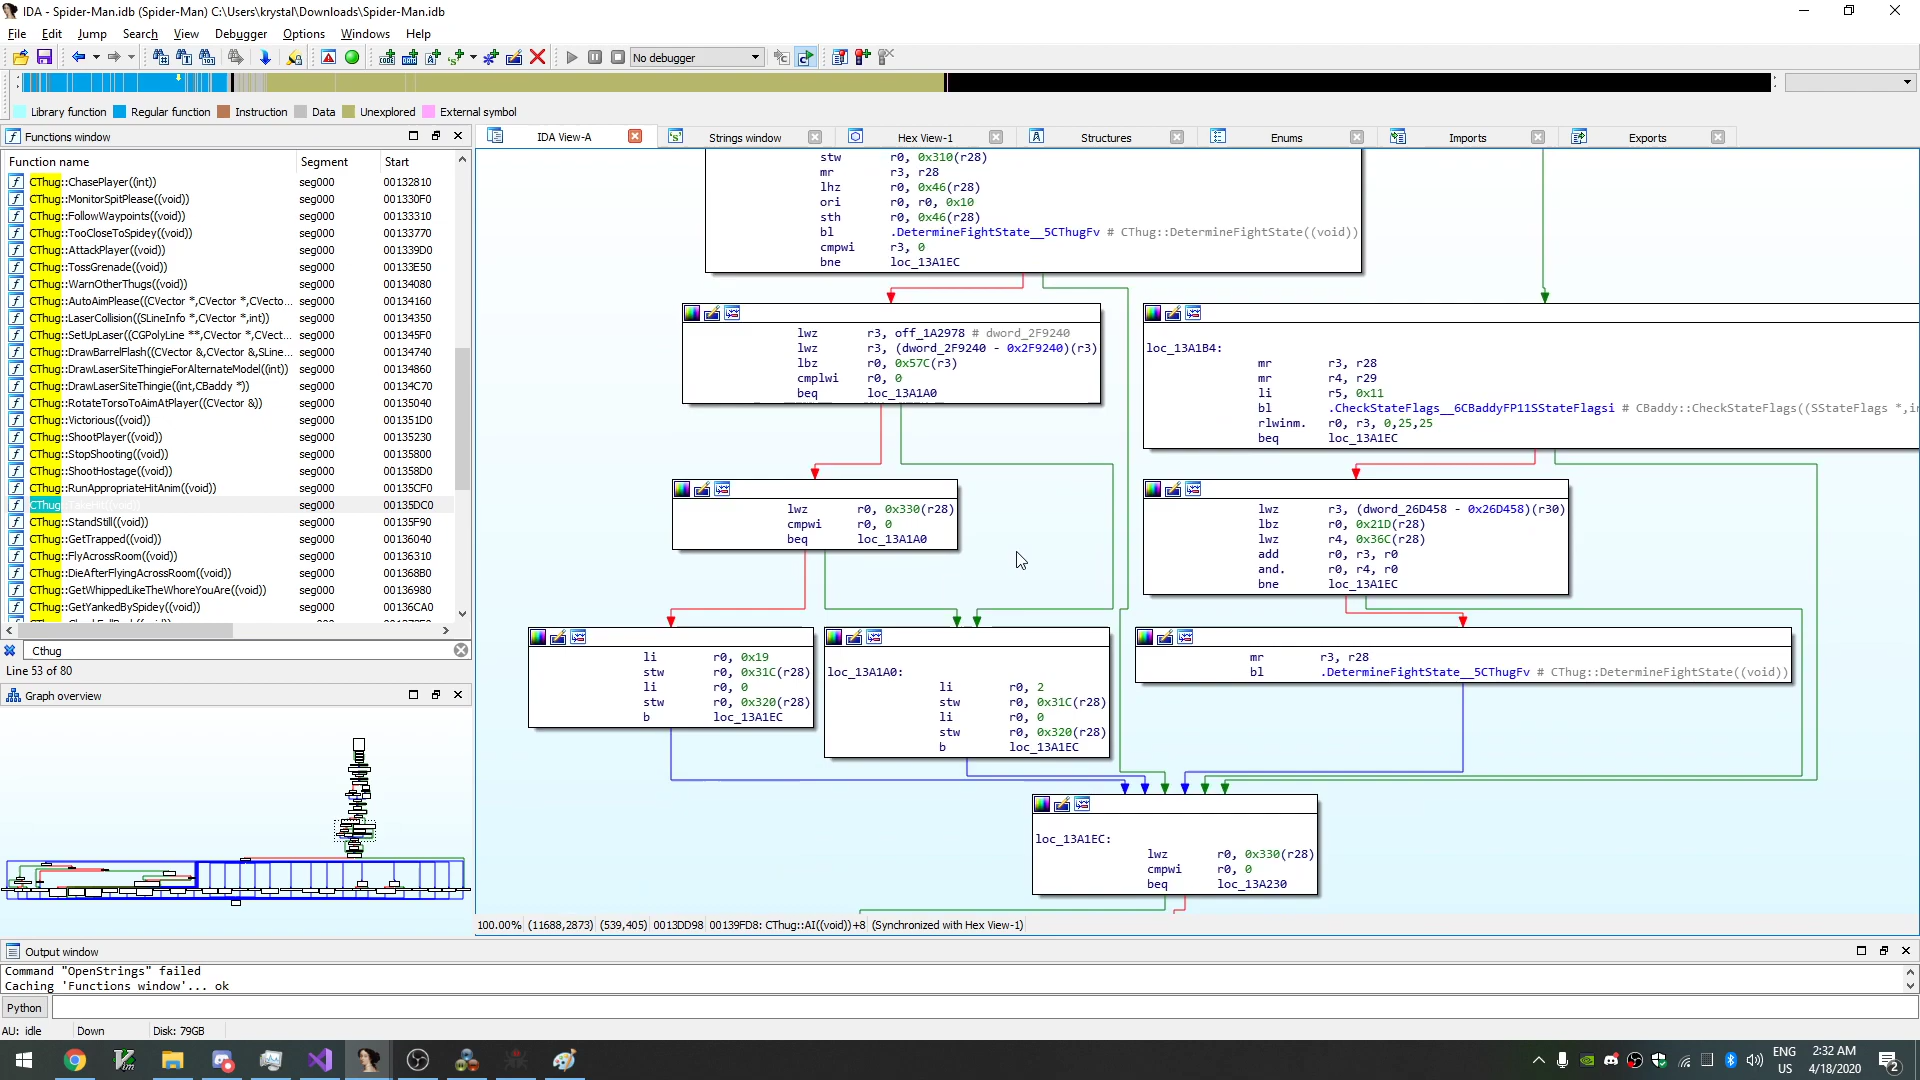 IDA - Spider-Man.idb (Spider-Man) C:\Users\krystal\Downloads\Spider-Man.idb
File Edit Jump Search View Debugger Options Windows Help
No debugger
Library function Regular function Instruction Data Unexplored External symbol
Functions window
Function name Segment Start
CThug::ChasePlayer((int)) seg000 00132810
CThug::MonitorSpitPlease((void)) seg000 001330F0
CThug::FollowWaypoints((void)) seg000 00133310
CThug::TooCloseToSpidey((void)) seg000 00133770
CThug::AttackPlayer((void)) seg000 001339D0
CThug::TossGrenade((void)) seg000 00133E50
CThug::WarnOtherThugs((void)) seg000 00134080
CThug::AutoAimPlease((CVector *,CVector *,CVecto... seg000 00134160
CThug::LaserCollision((SLineInfo *,CVector *,int)) seg000 00134350
CThug::SetUpLaser((CGPolyLine **,CVector *,CVect... seg000 001345F0
CThug::DrawBarrelFlash((CVector &,CVector &,SLine... seg000 00134740
CThug::DrawLaserSiteThingieForAlternateModel((int)) seg000 00134860
CThug::DrawLaserSiteThingie((int,CBaddy *)) seg000 00134C70
CThug::RotateTorsoToAimAtPlayer((CVector &)) seg000 00135040
CThug::Victorious((void)) seg000 001351D0
CThug::ShootPlayer((void)) seg000 00135230
CThug::StopShooting((void)) seg000 00135800
CThug::ShootHostage((void)) seg000 001358D0
CThug::RunAppropriateHitAnim((void)) seg000 00135CF0
CThug::TakeHit((void)) seg000 00135DC0
CThug::StandStill((void)) seg000 00135F90
CThug::GetTrapped((void)) seg000 00136040
CThug::FlyAcrossRoom((void)) seg000 00136310
CThug::DieAfterFlyingAcrossRoom((void)) seg000 001368B0
CThug::GetWhippedLikeTheWhoreYouAre((void)) seg000 00136980
CThug::GetYankedBySpidey((void)) seg000 00136CA0
Cthug
Line 53 of 80
Graph overview
IDA View-A Strings window Hex View-1 Structures Enums Imports Exports
stw r0, 0x310(r28)
mr r3, r28
lhz r0, 0x46(r28)
ori r0, r0, 0x10
sth r0, 0x46(r28)
bl .DetermineFightState__5CThugFv # CThug::DetermineFightState((void))
cmpwi r3, 0
bne loc_13A1EC
lwz r3, off_1A2978 # dword_2F9240
lwz r3, (dword_2F9240 - 0x2F9240)(r3)
lbz r0, 0x57C(r3)
cmplwi r0, 0
beq loc_13A1A0
loc_13A1B4:
mr r3, r28
mr r4, r29
li r5, 0x11
bl .CheckStateFlags__6CBaddyFP11SStateFlagsi # CBaddy::CheckStateFlags((SStateFlags *,in
rlwinm. r0, r3, 0,25,25
beq loc_13A1EC
lwz r0, 0x330(r28)
cmpwi r0, 0
beq loc_13A1A0
lwz r3, (dword_26D458 - 0x26D458)(r30)
lbz r0, 0x21D(r28)
lwz r4, 0x36C(r28)
add r0, r3, r0
and. r0, r4, r0
bne loc_13A1EC
li r0, 0x19
stw r0, 0x31C(r28)
li r0, 0
stw r0, 0x320(r28)
b loc_13A1EC
loc_13A1A0:
li r0, 2
stw r0, 0x31C(r28)
li r0, 0
stw r0, 0x320(r28)
b loc_13A1EC
mr r3, r28
bl .DetermineFightState__5CThugFv # CThug::DetermineFightState((void))
loc_13A1EC:
lwz r0, 0x330(r28)
cmpwi r0, 0
beq loc_13A230
100.00% (11688,2873) (539,405) 0013DD98 00139FD8: CThug::AI((void))+8 (Synchronized with Hex View-1)
Output window
Command "OpenStrings" failed
Caching 'Functions window'... ok
Python
AU: idle Down Disk: 79GB
ENG
US
2:32 AM
4/18/2020
2